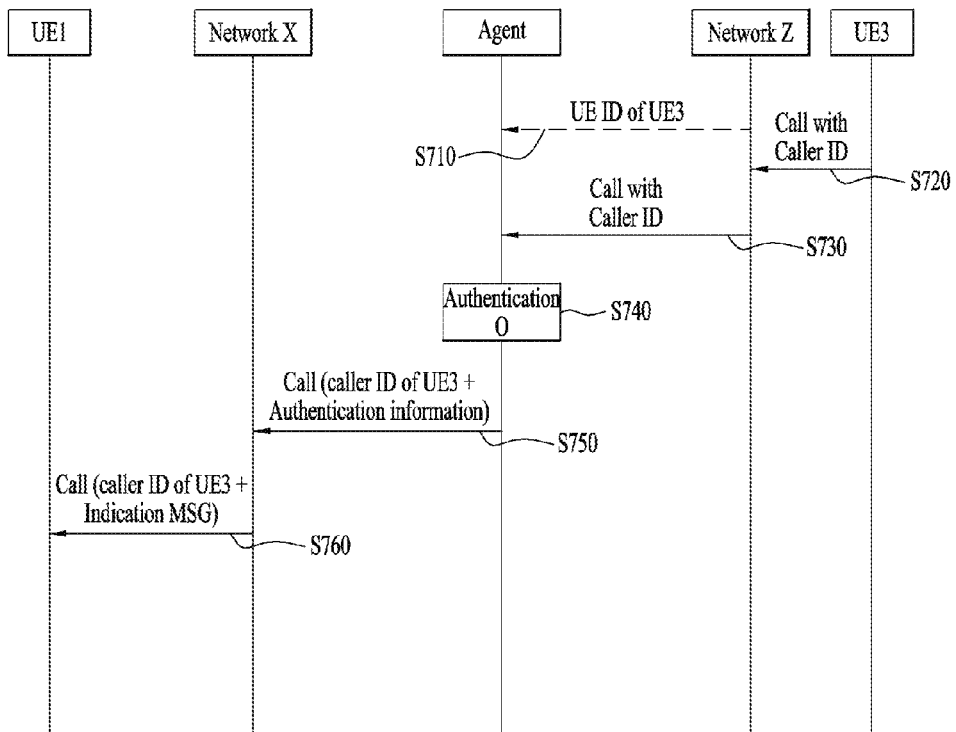 UE1
Network X
Agent
Network Z
UE3
UE ID of UE3
S710
Call with
Caller ID
S720
Call with
Caller ID
S730
Authentication
O
S740
Call (caller ID of UE3 +
Authentication information)
S750
Call (caller ID of UE3 +
Indication MSG)
S760